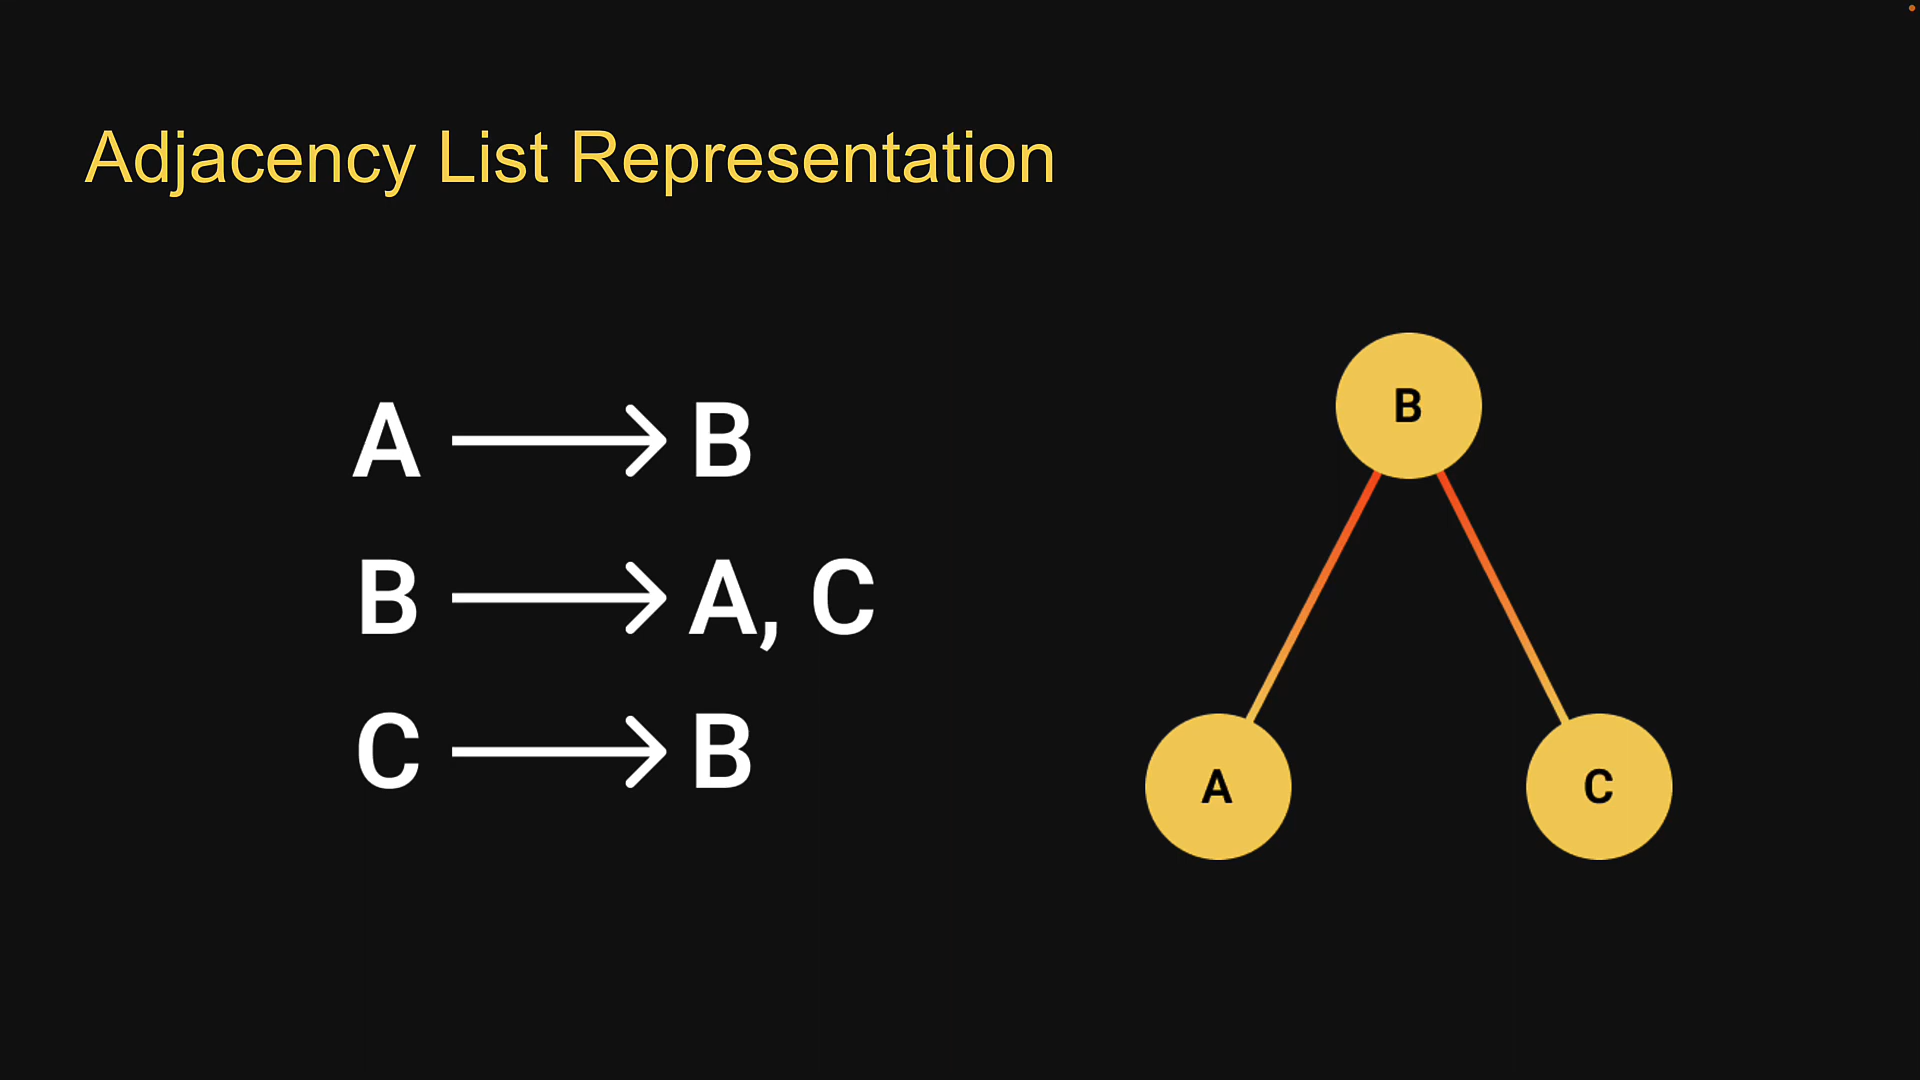 Adjacency List Representation
A → B
B → A, C
C → B
B
A
C